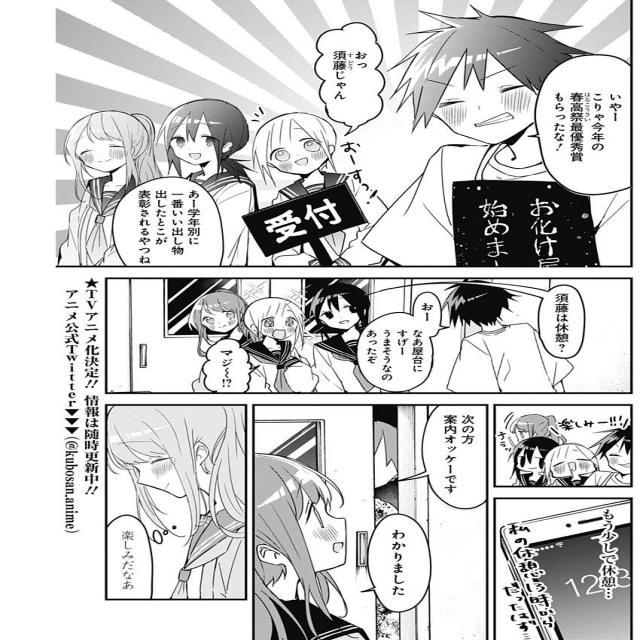 いやー
こりゃ今年の
春高祭最優秀賞
もらったな!
お化け屋
始めまー
おっ
須藤じゃん
おーすっ!
受付
あー学年別に
一番いい出し物
出したとこが
表彰されるやつね
須藤は休憩?
おー
なあ屋台に
すげー
うまそうなの
あったぞ
マジ〜!?
楽しみー!!!
チラ
もう少しで休憩…
私の休憩
次の方
案内オッケーです
わかりました
楽しみだなあ
★TVアニメ化決定!! 情報は随時更新中!!
アニメ公式Twitter▼▼▼(@kubosan_anime)